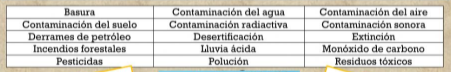 Basura Contaminación del agua Contaminación del aire
Contaminación del suelo Contaminación radiactiva Contaminación sonora
Derrames de petróleo Desertificación Extinción
Incendios forestales Lluvia ácida Monóxido de carbono
Pesticidas Polución Residuos tóxicos